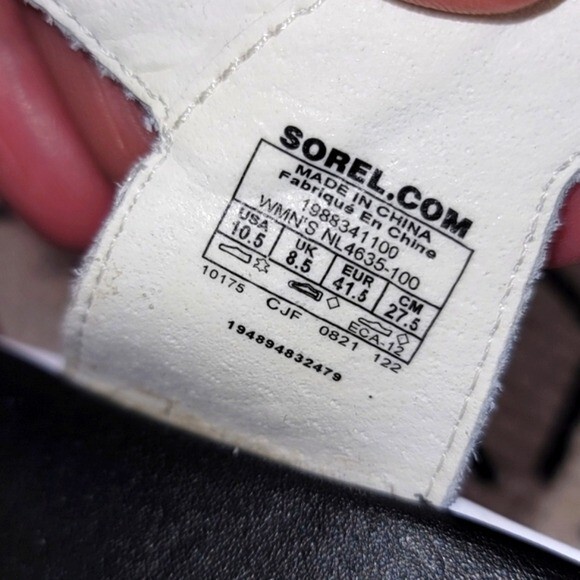 SOREL.COM
MADE IN CHINA
Fabriqué En Chine
1988341100
WMN'S NL4635-100
USA UK EUR CM
10.5 8.5 41.5 27.5
ECA-12
10175 CJF 0821 122
194894832479